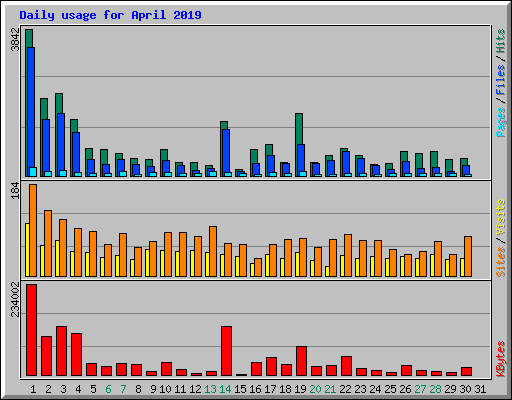 Daily usage for April 2019
3842
Pages / Files / Hits
184
Sites / Visits
234002
KBytes
1 2 3 4 5 6 7 8 9 10 11 12 13 14 15 16 17 18 19 20 21 22 23 24 25 26 27 28 29 30 31